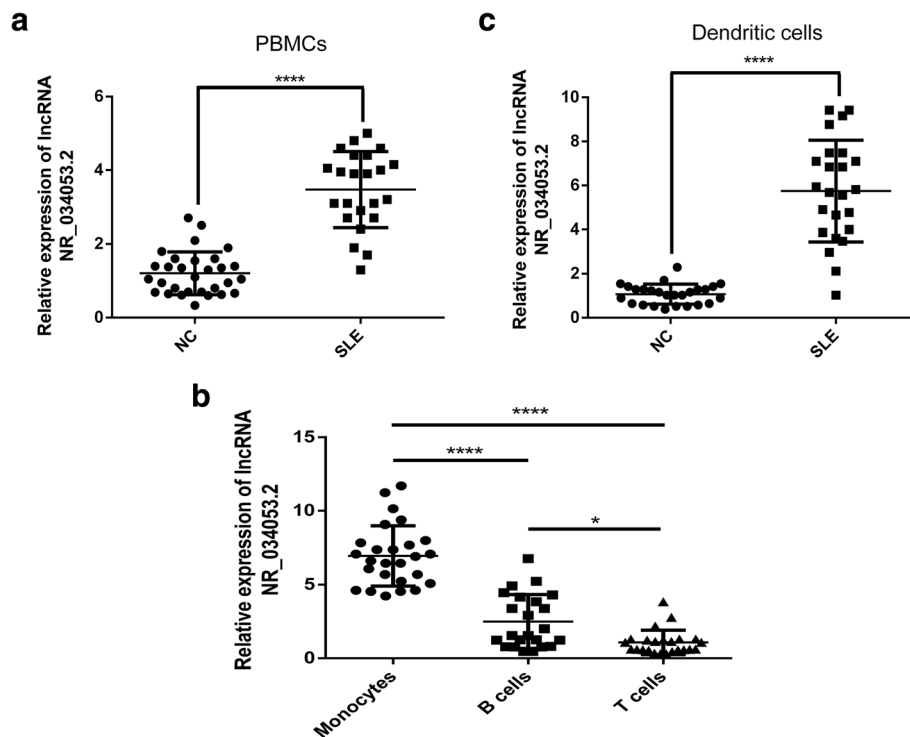 a
PBMCs
****
Relative expression of lncRNA
NR_034053.2
6
4
2
0
NC
SLE
c
Dendritic cells
****
Relative expression of lncRNA
NR_034053.2
10
8
6
4
2
0
NC
SLE
b
Relative expression of lncRNA
NR_034053.2
****
****
*
15
10
5
0
Monocytes
B cells
T cells